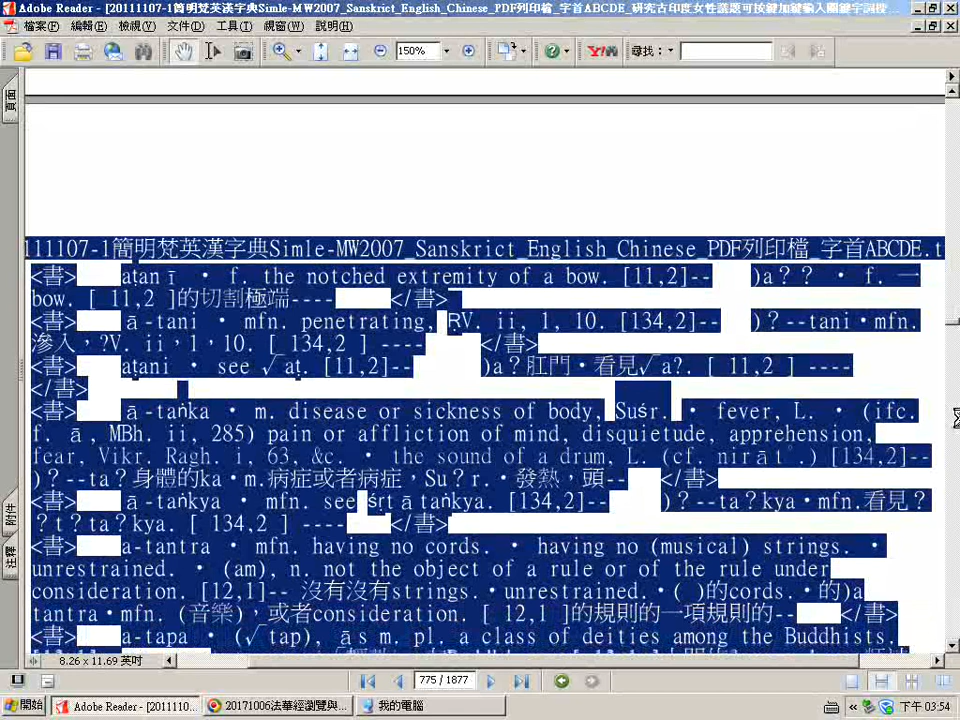 Adobe Reader - [20111107-1簡明梵英漢字典Simle-MW2007_Sanskrict_English_Chinese_PDF列印檔_字首ABCDE_研究古印度女性議題可按鍵加鍵輸入關鍵字詞搜
檔案(F) 編輯(E) 檢視(V) 文件(D) 工具(T) 視窗(W) 說明(H)
150% Y! 尋找：
頁面
111107-1簡明梵英漢字典Simle-MW2007_Sanskrict_English_Chinese_PDF列印檔_字首ABCDE.t
<書> aṭanī • f. the notched extremity of a bow. [11,2]-- )a？？•f. 一
bow. [ 11,2 ]的切割極端---- </書>
<書> ā-tani • mfn. penetrating, ṚV. ii, 1, 10. [134,2]-- )？--tani•mfn.
滲入，?V. ii，1，10. [ 134,2 ] ---- </書>
<書> aṭani • see √aṭ. [11,2]-- )a？肛門•看見√a?. [ 11,2 ] ----
</書>
<書> ā-taṅka • m. disease or sickness of body, Suśr. • fever, L. • (ifc.
f. ā, MBh. ii, 285) pain or affliction of mind, disquietude, apprehension,
fear, Vikr. Ragh. i, 63, &c. • the sound of a drum, L. (cf. nirāt°.) [134,2]--
)？--ta？身體的ka•m.病症或者病症，Su？r.•發熱，頭-- </書>
<書> ā-taṅkya • mfn. see śṛtātaṅkya. [134,2]-- )？--ta？kya•mfn.看見？
？t？ta？kya. [ 134,2 ] ---- </書>
<書> a-tantra • mfn. having no cords. • having no (musical) strings. •
unrestrained. • (am), n. not the object of a rule or of the rule under
consideration. [12,1]-- 沒有沒有strings.•unrestrained.•( )的cords.•的)a
tantra•mfn. (音樂)，或者consideration. [ 12,1 ]的規則的一項規則的-- </書>
<書> a-tapa • (√tap), ās m. pl. a class of deities among the Buddhists.
附件
注釋
8.26 x 11.69 英吋
775 / 1877
開始 Adobe Reader - [2011110... 20171006法華經瀏覽與... 我的電腦 下午 03:54